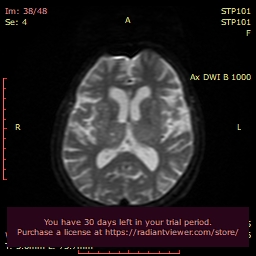 Im: 38/48
Se: 4
A
STP101
STP101
F
Ax DWI B 1000
R
L
You have 30 days left in your trial period.
Purchase a license at https://radiantviewer.com/store/